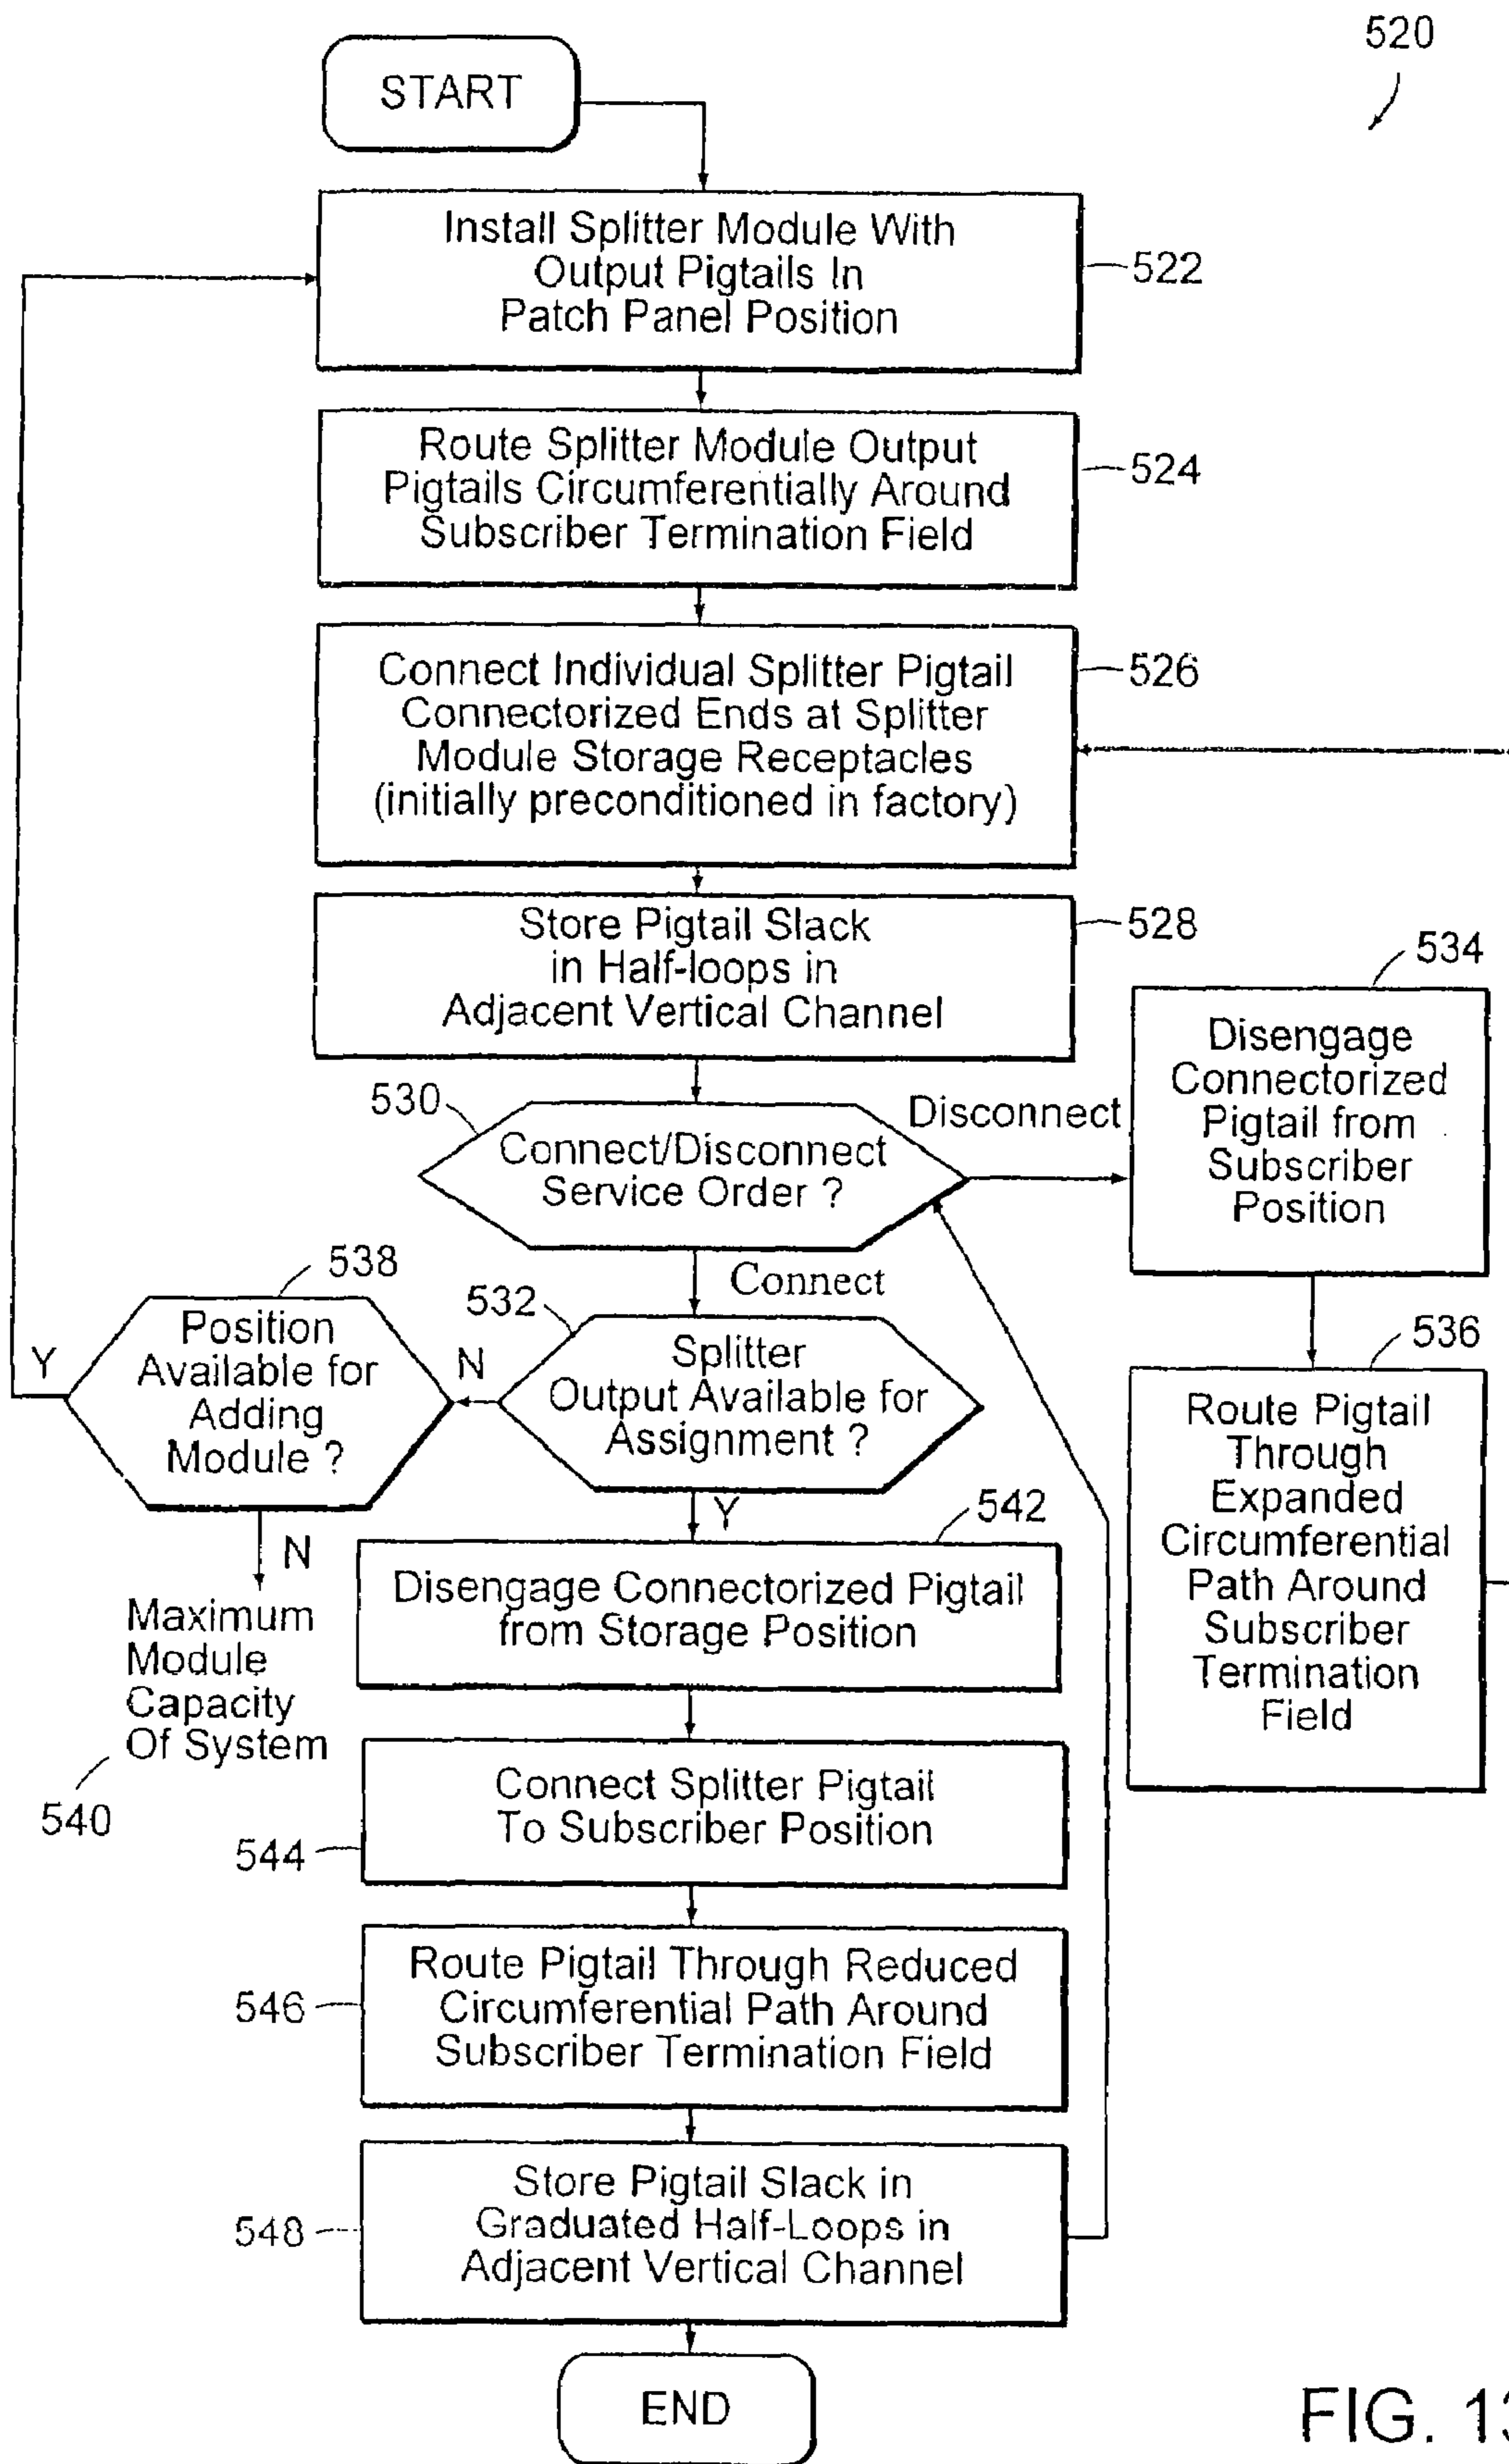 520
START
Install Splitter Module With
Output Pigtails In
Patch Panel Position
522
Route Splitter Module Output
Pigtails Circumferentially Around
Subscriber Termination Field
524
Connect Individual Splitter Pigtail
Connectorized Ends at Splitter
Module Storage Receptacles
(initially preconditioned in factory)
526
Store Pigtail Slack
in Half-loops in
Adjacent Vertical Channel
528
534
Disengage
Connectorized
Pigtail from
Subscriber
Position
530
Connect/Disconnect
Service Order ?
Disconnect
Connect
538
Position
Available for
Adding
Module ?
Y
N
532
Splitter
Output Available for
Assignment ?
N
Y
536
Route Pigtail
Through
Expanded
Circumferential
Path Around
Subscriber
Termination
Field
Maximum
Module
Capacity
Of System
540
542
Disengage Connectorized Pigtail
from Storage Position
Connect Splitter Pigtail
To Subscriber Position
544
Route Pigtail Through Reduced
Circumferential Path Around
Subscriber Termination Field
546
Store Pigtail Slack in
Graduated Half-Loops in
Adjacent Vertical Channel
548
END
FIG. 13